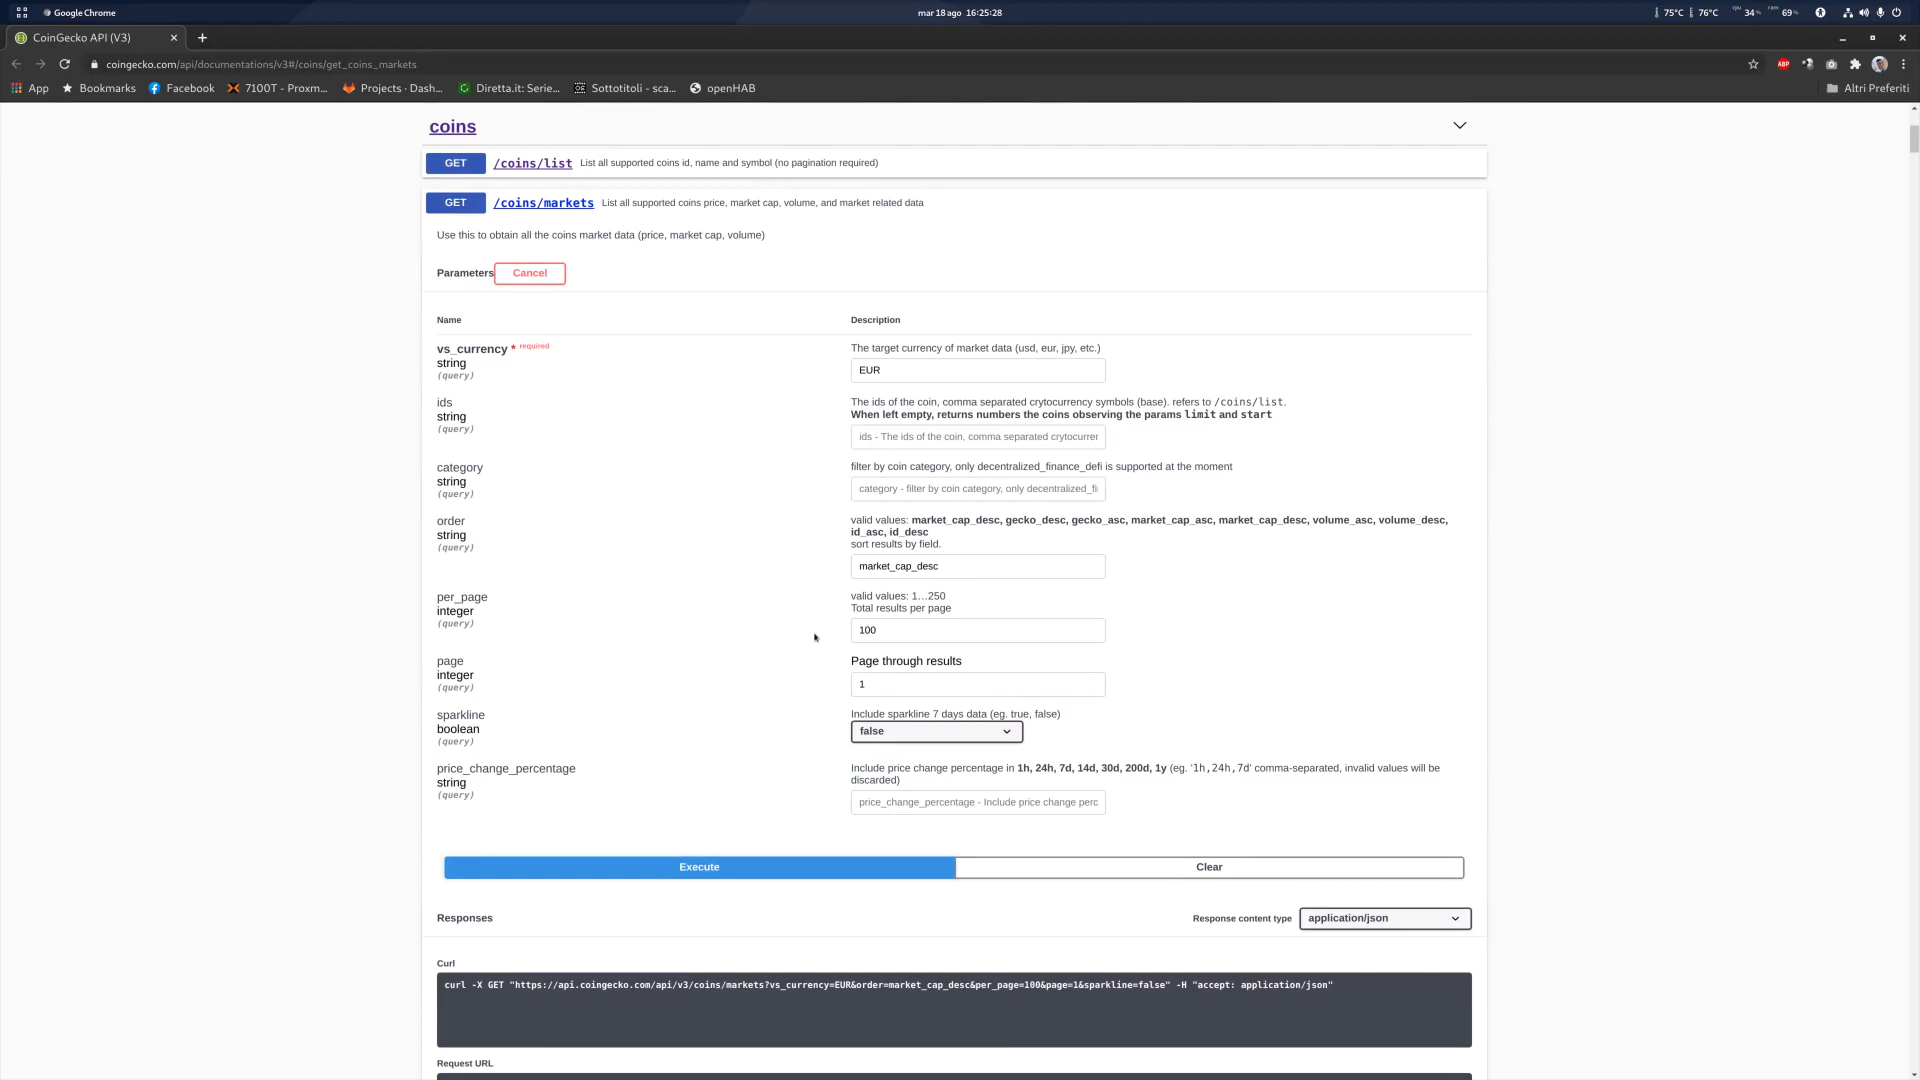 Google Chrome
mar 18 ago 16:25:28
75°C 76°C cpu 34% ram 69%
CoinGecko API (V3)
coingecko.com/api/documentations/v3#/coins/get_coins_markets
ABP
App Bookmarks Facebook 7100T - Proxm... Projects · Dash... Diretta.it: Serie... Sottotitoli - sca... openHAB Altri Preferiti
coins
GET /coins/list List all supported coins id, name and symbol (no pagination required)
GET /coins/markets List all supported coins price, market cap, volume, and market related data
Use this to obtain all the coins market data (price, market cap, volume)
Parameters Cancel
Name Description
vs_currency * required
string
(query)
The target currency of market data (usd, eur, jpy, etc.)
EUR
ids
string
(query)
The ids of the coin, comma separated crytocurrency symbols (base). refers to /coins/list.
When left empty, returns numbers the coins observing the params limit and start
ids - The ids of the coin, comma separated crytocurrer
category
string
(query)
filter by coin category, only decentralized_finance_defi is supported at the moment
category - filter by coin category, only decentralized_fi
order
string
(query)
valid values: market_cap_desc, gecko_desc, gecko_asc, market_cap_asc, market_cap_desc, volume_asc, volume_desc,
id_asc, id_desc
sort results by field.
market_cap_desc
per_page
integer
(query)
valid values: 1...250
Total results per page
100
page
integer
(query)
Page through results
1
sparkline
boolean
(query)
Include sparkline 7 days data (eg. true, false)
false
price_change_percentage
string
(query)
Include price change percentage in 1h, 24h, 7d, 14d, 30d, 200d, 1y (eg. '1h,24h,7d' comma-separated, invalid values will be
discarded)
price_change_percentage - Include price change perc
Execute Clear
Responses Response content type application/json
Curl
curl -X GET "https://api.coingecko.com/api/v3/coins/markets?vs_currency=EUR&order=market_cap_desc&per_page=100&page=1&sparkline=false" -H "accept: application/json"
Request URL